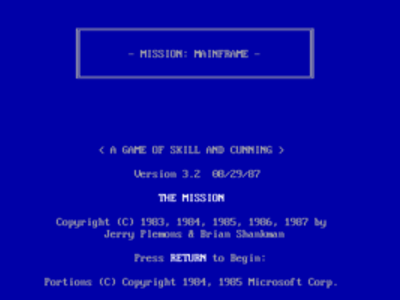 - MISSION: MAINFRAME -
< A GAME OF SKILL AND CUNNING >
Version 3.2 08/29/87
THE MISSION
Copyright (C) 1983, 1984, 1985, 1986, 1987 by
Jerry Plemons & Brian Shankman
Press RETURN to Begin:
Portions (C) Copyright 1984, 1985 Microsoft Corp.